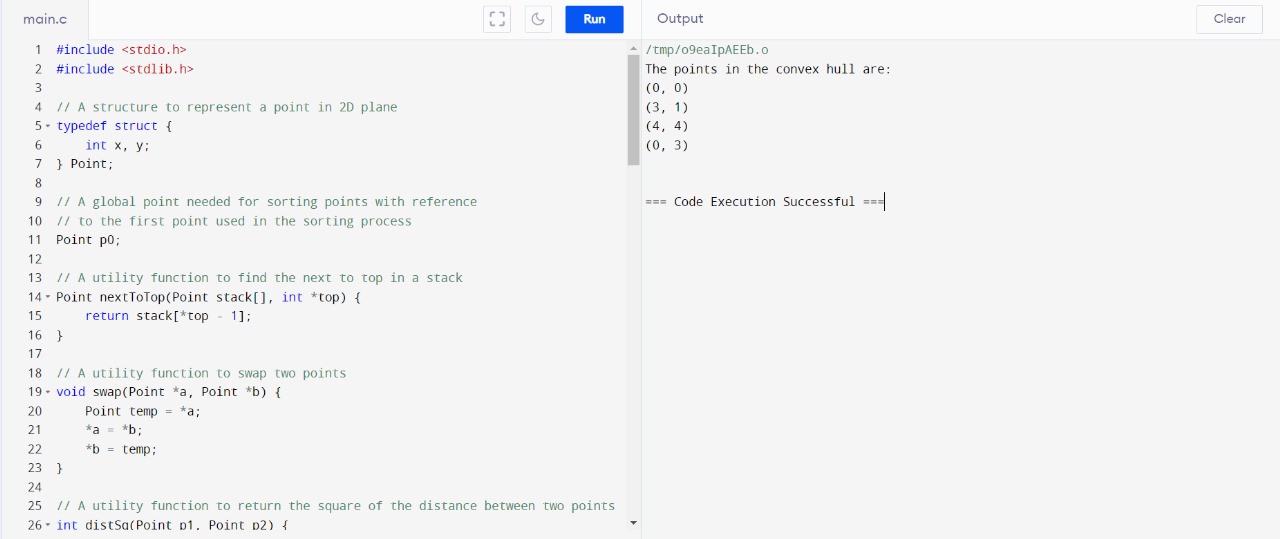 main.c
Run
Output
Clear
1 #include <stdio.h>
2 #include <stdlib.h>
3
4 // A structure to represent a point in 2D plane
5 typedef struct {
6     int x, y;
7 } Point;
8
9 // A global point needed for sorting points with reference
10 // to the first point used in the sorting process
11 Point p0;
12
13 // A utility function to find the next to top in a stack
14 Point nextToTop(Point stack[], int *top) {
15     return stack[*top - 1];
16 }
17
18 // A utility function to swap two points
19 void swap(Point *a, Point *b) {
20     Point temp = *a;
21     *a = *b;
22     *b = temp;
23 }
24
25 // A utility function to return the square of the distance between two points
26 int distSq(Point p1, Point p2) {
/tmp/o9eaIpAEEb.o
The points in the convex hull are:
(0, 0)
(3, 1)
(4, 4)
(0, 3)
=== Code Execution Successful ===